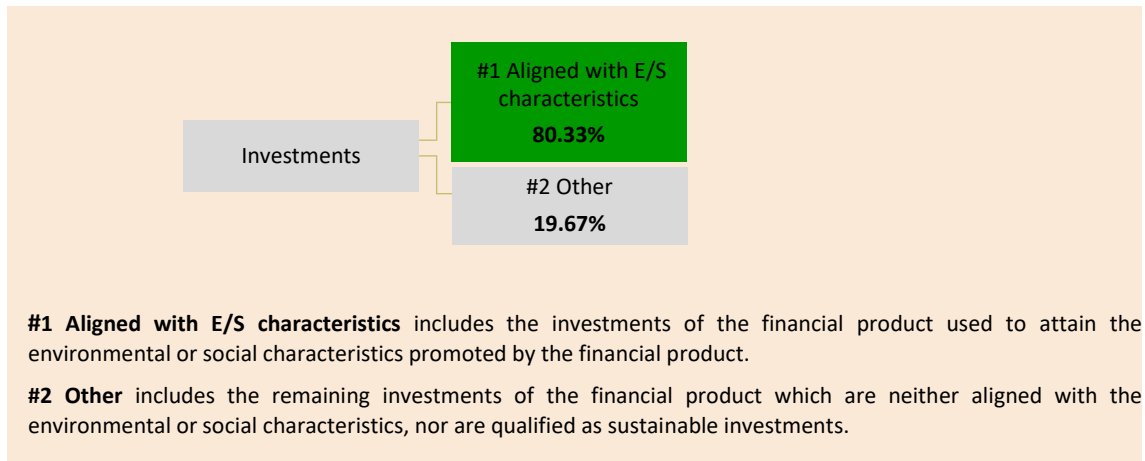 #1 Aligned with E/S
characteristics
80.33%
Investments
#2 Other
19.67%
#1 Aligned with E/S characteristics includes the investments of the financial product used to attain the
environmental or social characteristics promoted by the financial product.
#2 Other includes the remaining investments of the financial product which are neither aligned with the
environmental or social characteristics, nor are qualified as sustainable investments.